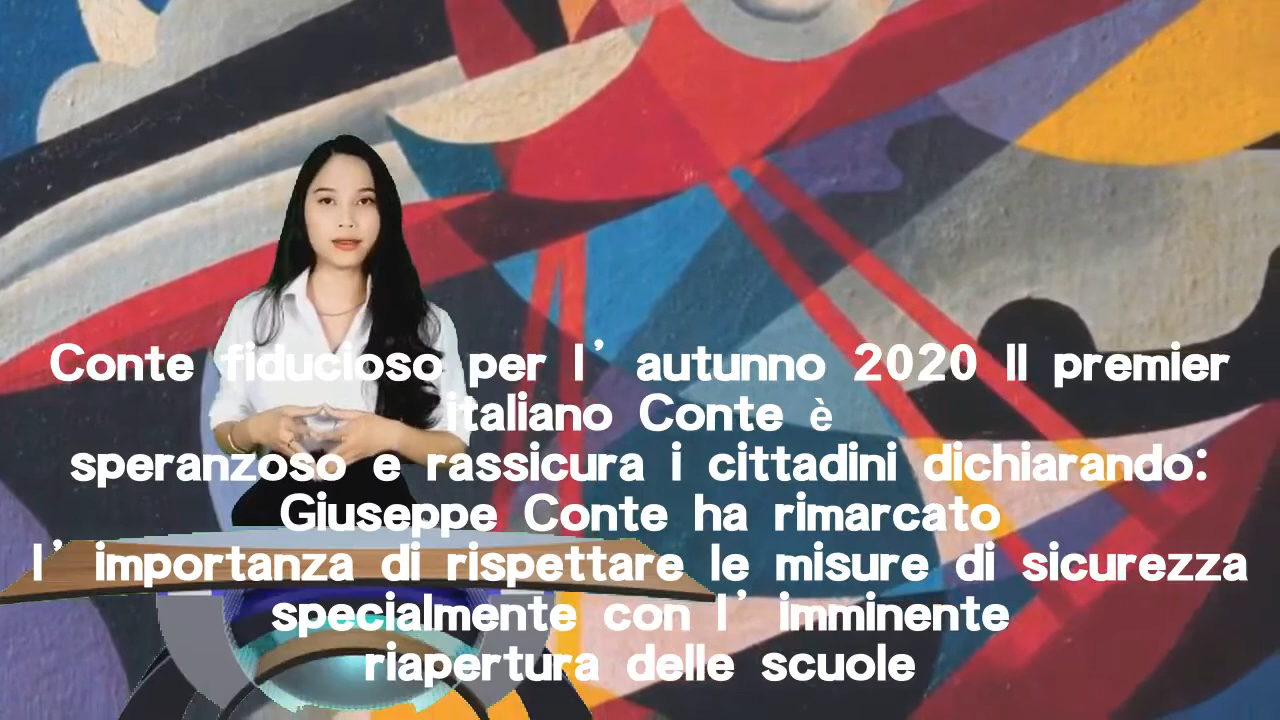 Conte fiducioso per l’autunno 2020 Il premier
italiano Conte è
speranzoso e rassicura i cittadini dichiarando:
Giuseppe Conte ha rimarcato
l’importanza di rispettare le misure di sicurezza
specialmente con l’imminente
riapertura delle scuole